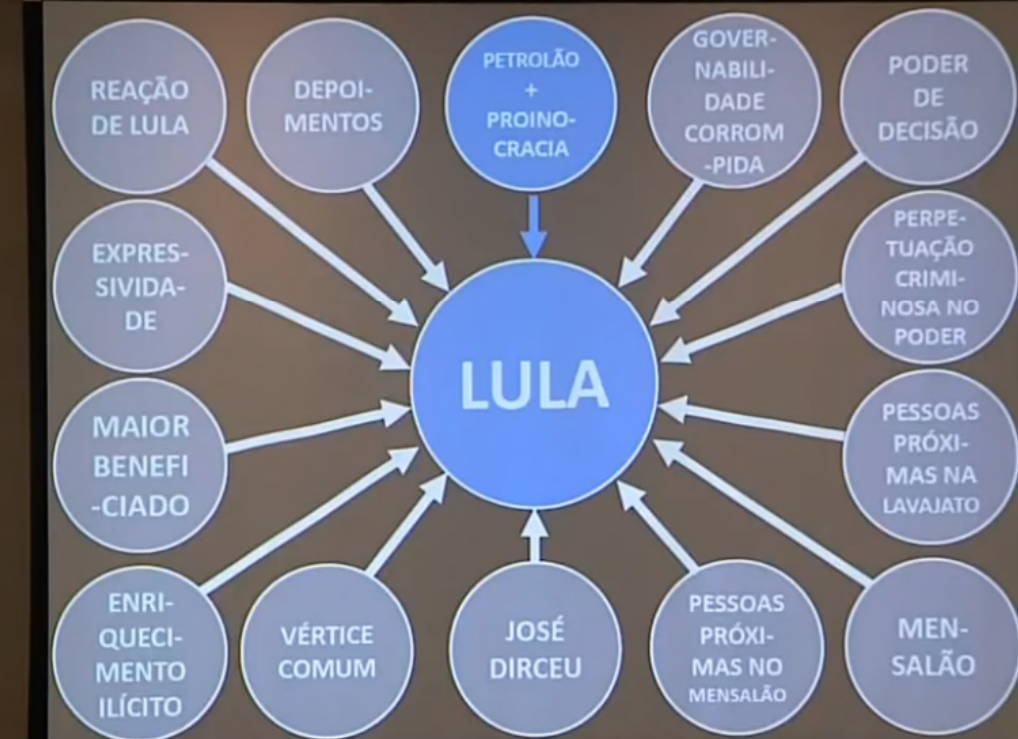 REAÇÃO
DE LULA
DEPOI-
MENTOS
PETROLÃO
+
PROINO-
CRACIA
GOVER-
NABILI-
DADE
CORROM
-PIDA
PODER
DE
DECISÃO
EXPRES-
SIVIDA-
DE
PERPE-
TUAÇÃO
CRIMI-
NOSA NO
PODER
LULA
MAIOR
BENEFI
-CIADO
PESSOAS
PRÓXI-
MAS NA
LAVAJATO
ENRI-
QUECI-
MENTO
ILÍCITO
VÉRTICE
COMUM
JOSÉ
DIRCEU
PESSOAS
PRÓXI-
MAS NO
MENSALÃO
MEN-
SALÃO